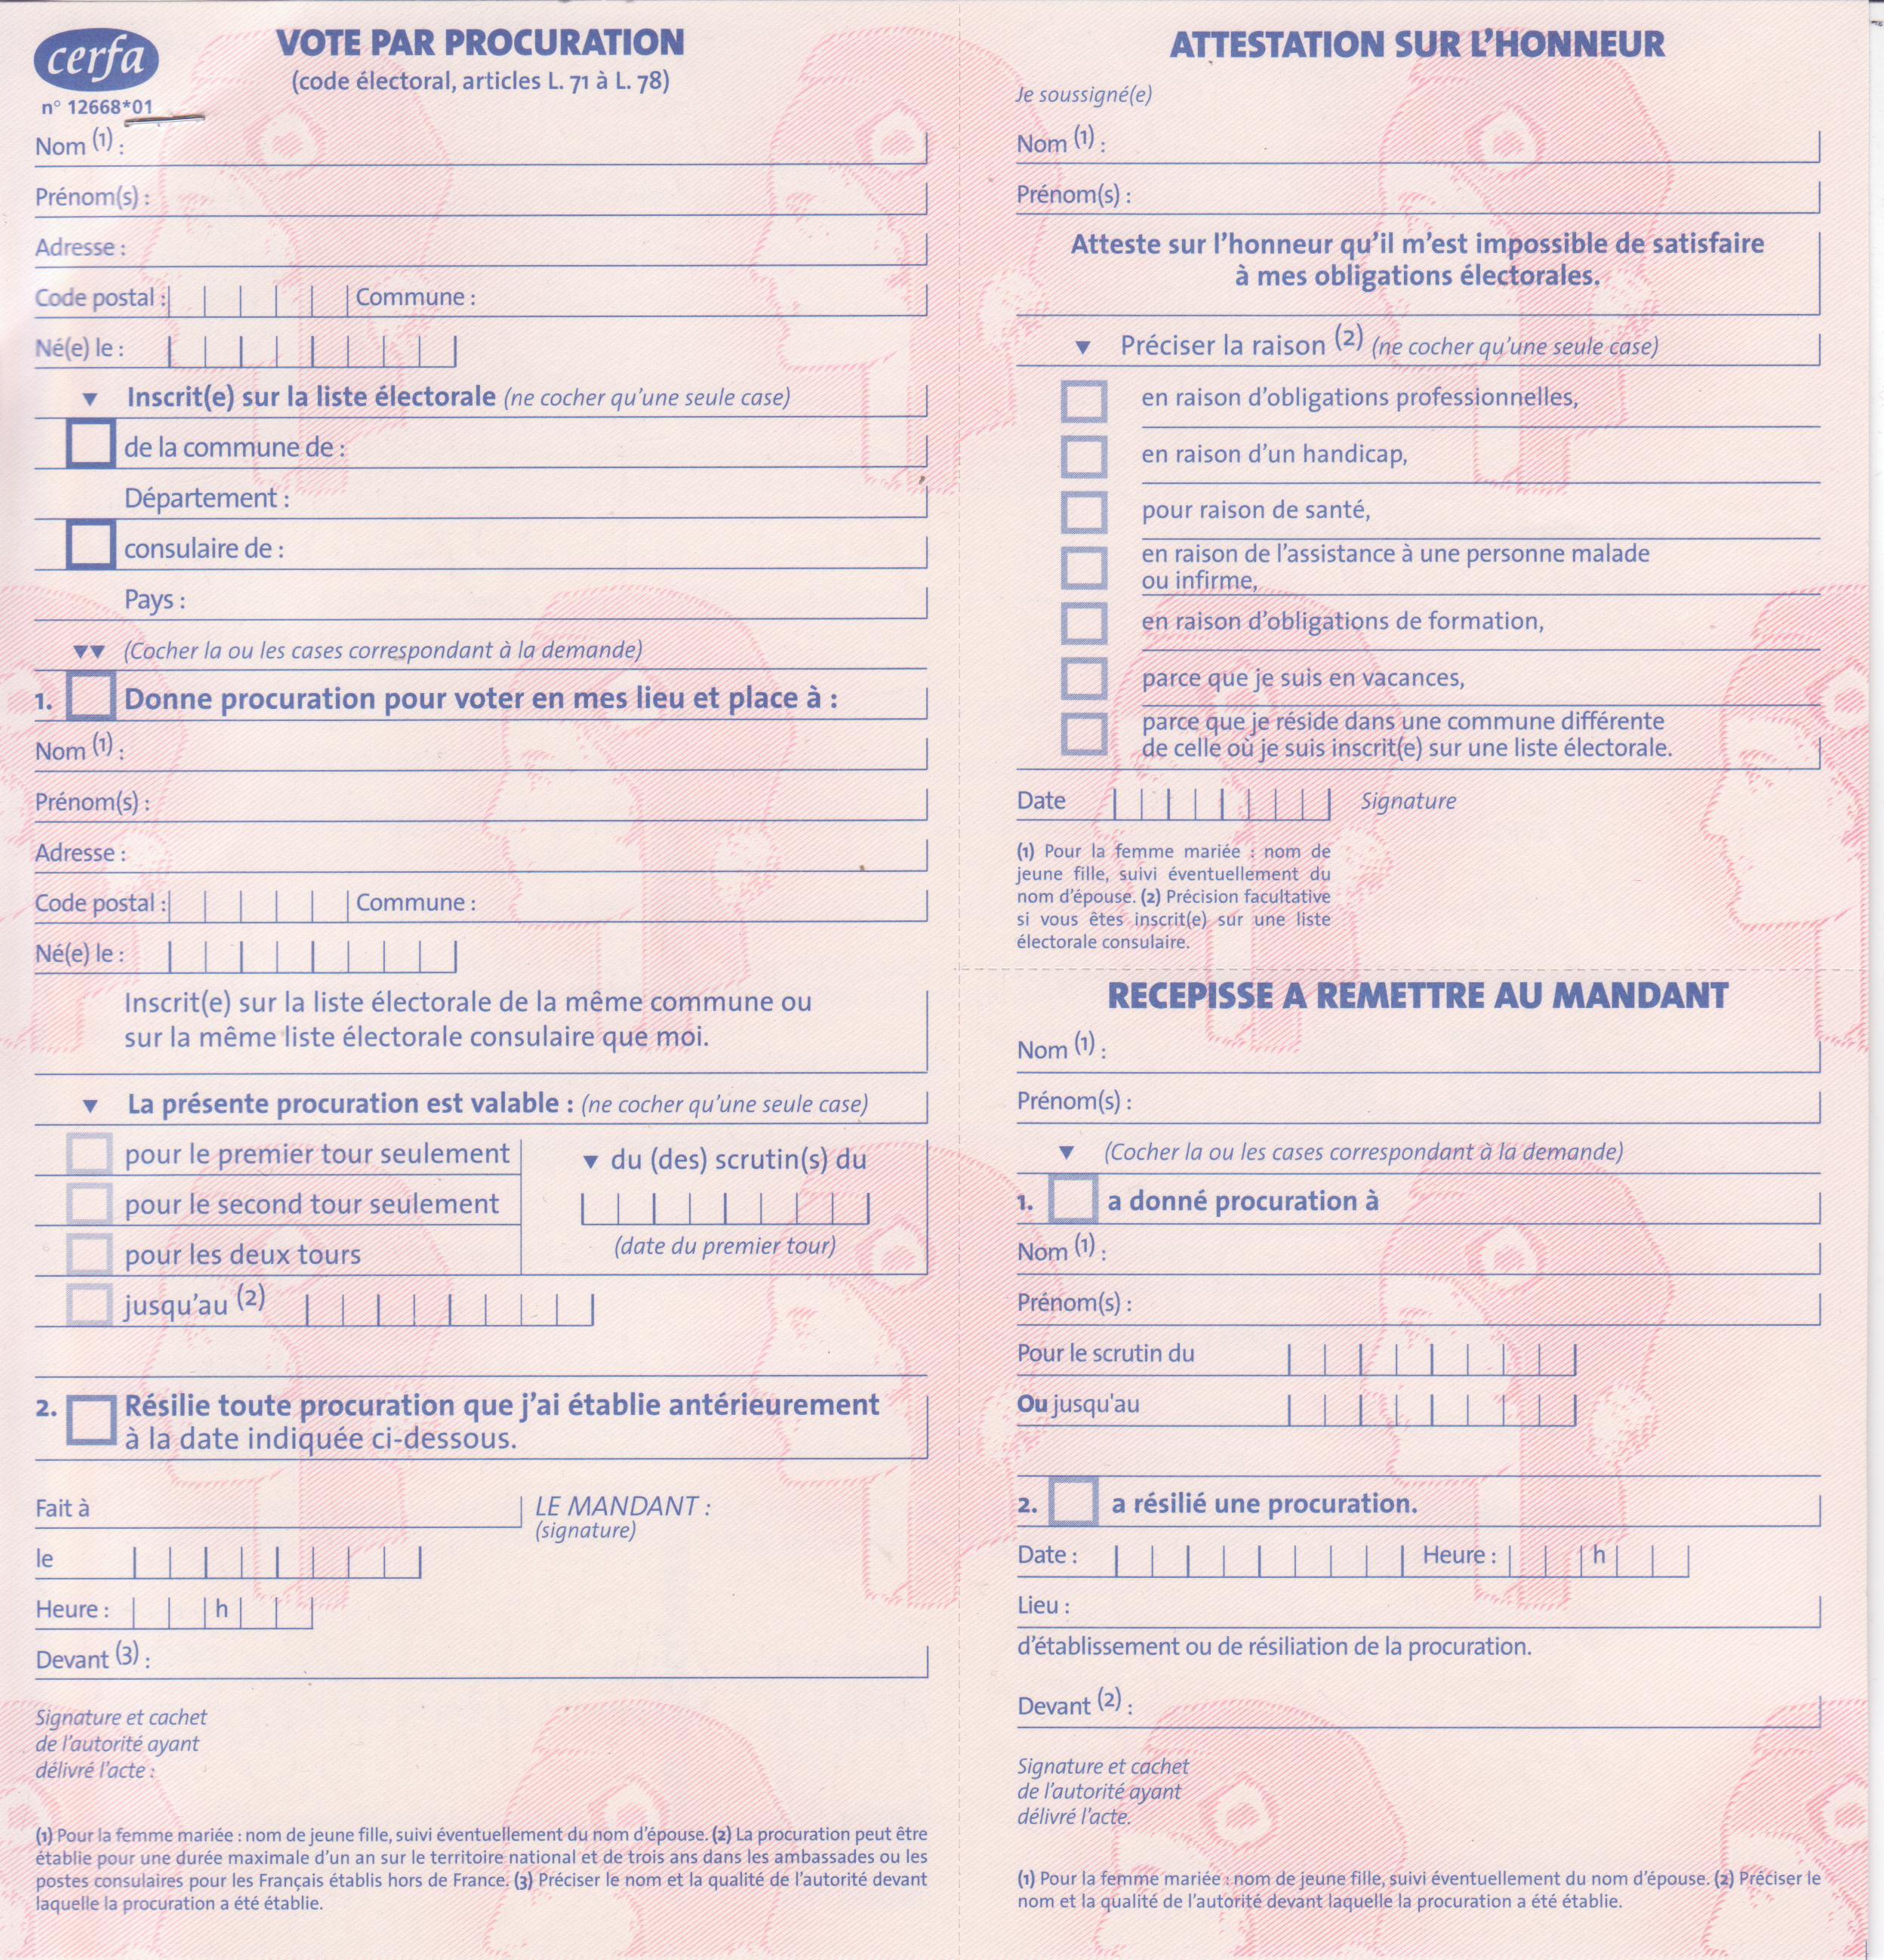 cerfa
n° 12668*01
VOTE PAR PROCURATION
(code électoral, articles L. 71 à L. 78)
Nom (1) :
Prénom(s) :
Adresse :
Code postal : Commune :
Né(e) le :
▼ Inscrit(e) sur la liste électorale (ne cocher qu'une seule case)
de la commune de :
Département :
consulaire de :
Pays :
▼▼ (Cocher la ou les cases correspondant à la demande)
1. Donne procuration pour voter en mes lieu et place à :
Nom (1) :
Prénom(s) :
Adresse :
Code postal : Commune :
Né(e) le :
Inscrit(e) sur la liste électorale de la même commune ou
sur la même liste électorale consulaire que moi.
▼ La présente procuration est valable : (ne cocher qu'une seule case)
pour le premier tour seulement
pour le second tour seulement
pour les deux tours
▼ du (des) scrutin(s) du
(date du premier tour)
jusqu'au (2)
2. Résilie toute procuration que j'ai établie antérieurement
à la date indiquée ci-dessous.
Fait à
LE MANDANT :
(signature)
le
Heure : h
Devant (3) :
Signature et cachet
de l'autorité ayant
délivré l'acte :
(1) Pour la femme mariée : nom de jeune fille, suivi éventuellement du nom d'épouse. (2) La procuration peut être
établie pour une durée maximale d'un an sur le territoire national et de trois ans dans les ambassades ou les
postes consulaires pour les Français établis hors de France. (3) Préciser le nom et la qualité de l'autorité devant
laquelle la procuration a été établie.
ATTESTATION SUR L'HONNEUR
Je soussigné(e)
Nom (1) :
Prénom(s) :
Atteste sur l'honneur qu'il m'est impossible de satisfaire
à mes obligations électorales.
▼ Préciser la raison (2) (ne cocher qu'une seule case)
en raison d'obligations professionnelles,
en raison d'un handicap,
pour raison de santé,
en raison de l'assistance à une personne malade
ou infirme,
en raison d'obligations de formation,
parce que je suis en vacances,
parce que je réside dans une commune différente
de celle où je suis inscrit(e) sur une liste électorale.
Date Signature
(1) Pour la femme mariée : nom de
jeune fille, suivi éventuellement du
nom d'épouse. (2) Précision facultative
si vous êtes inscrit(e) sur une liste
électorale consulaire.
RECEPISSE A REMETTRE AU MANDANT
Nom (1) :
Prénom(s) :
▼ (Cocher la ou les cases correspondant à la demande)
1. a donné procuration à
Nom (1) :
Prénom(s) :
Pour le scrutin du
Ou jusqu'au
2. a résilié une procuration.
Date : Heure : h
Lieu :
d'établissement ou de résiliation de la procuration.
Devant (2) :
Signature et cachet
de l'autorité ayant
délivré l'acte.
(1) Pour la femme mariée : nom de jeune fille, suivi éventuellement du nom d'épouse. (2) Préciser le
nom et la qualité de l'autorité devant laquelle la procuration a été établie.